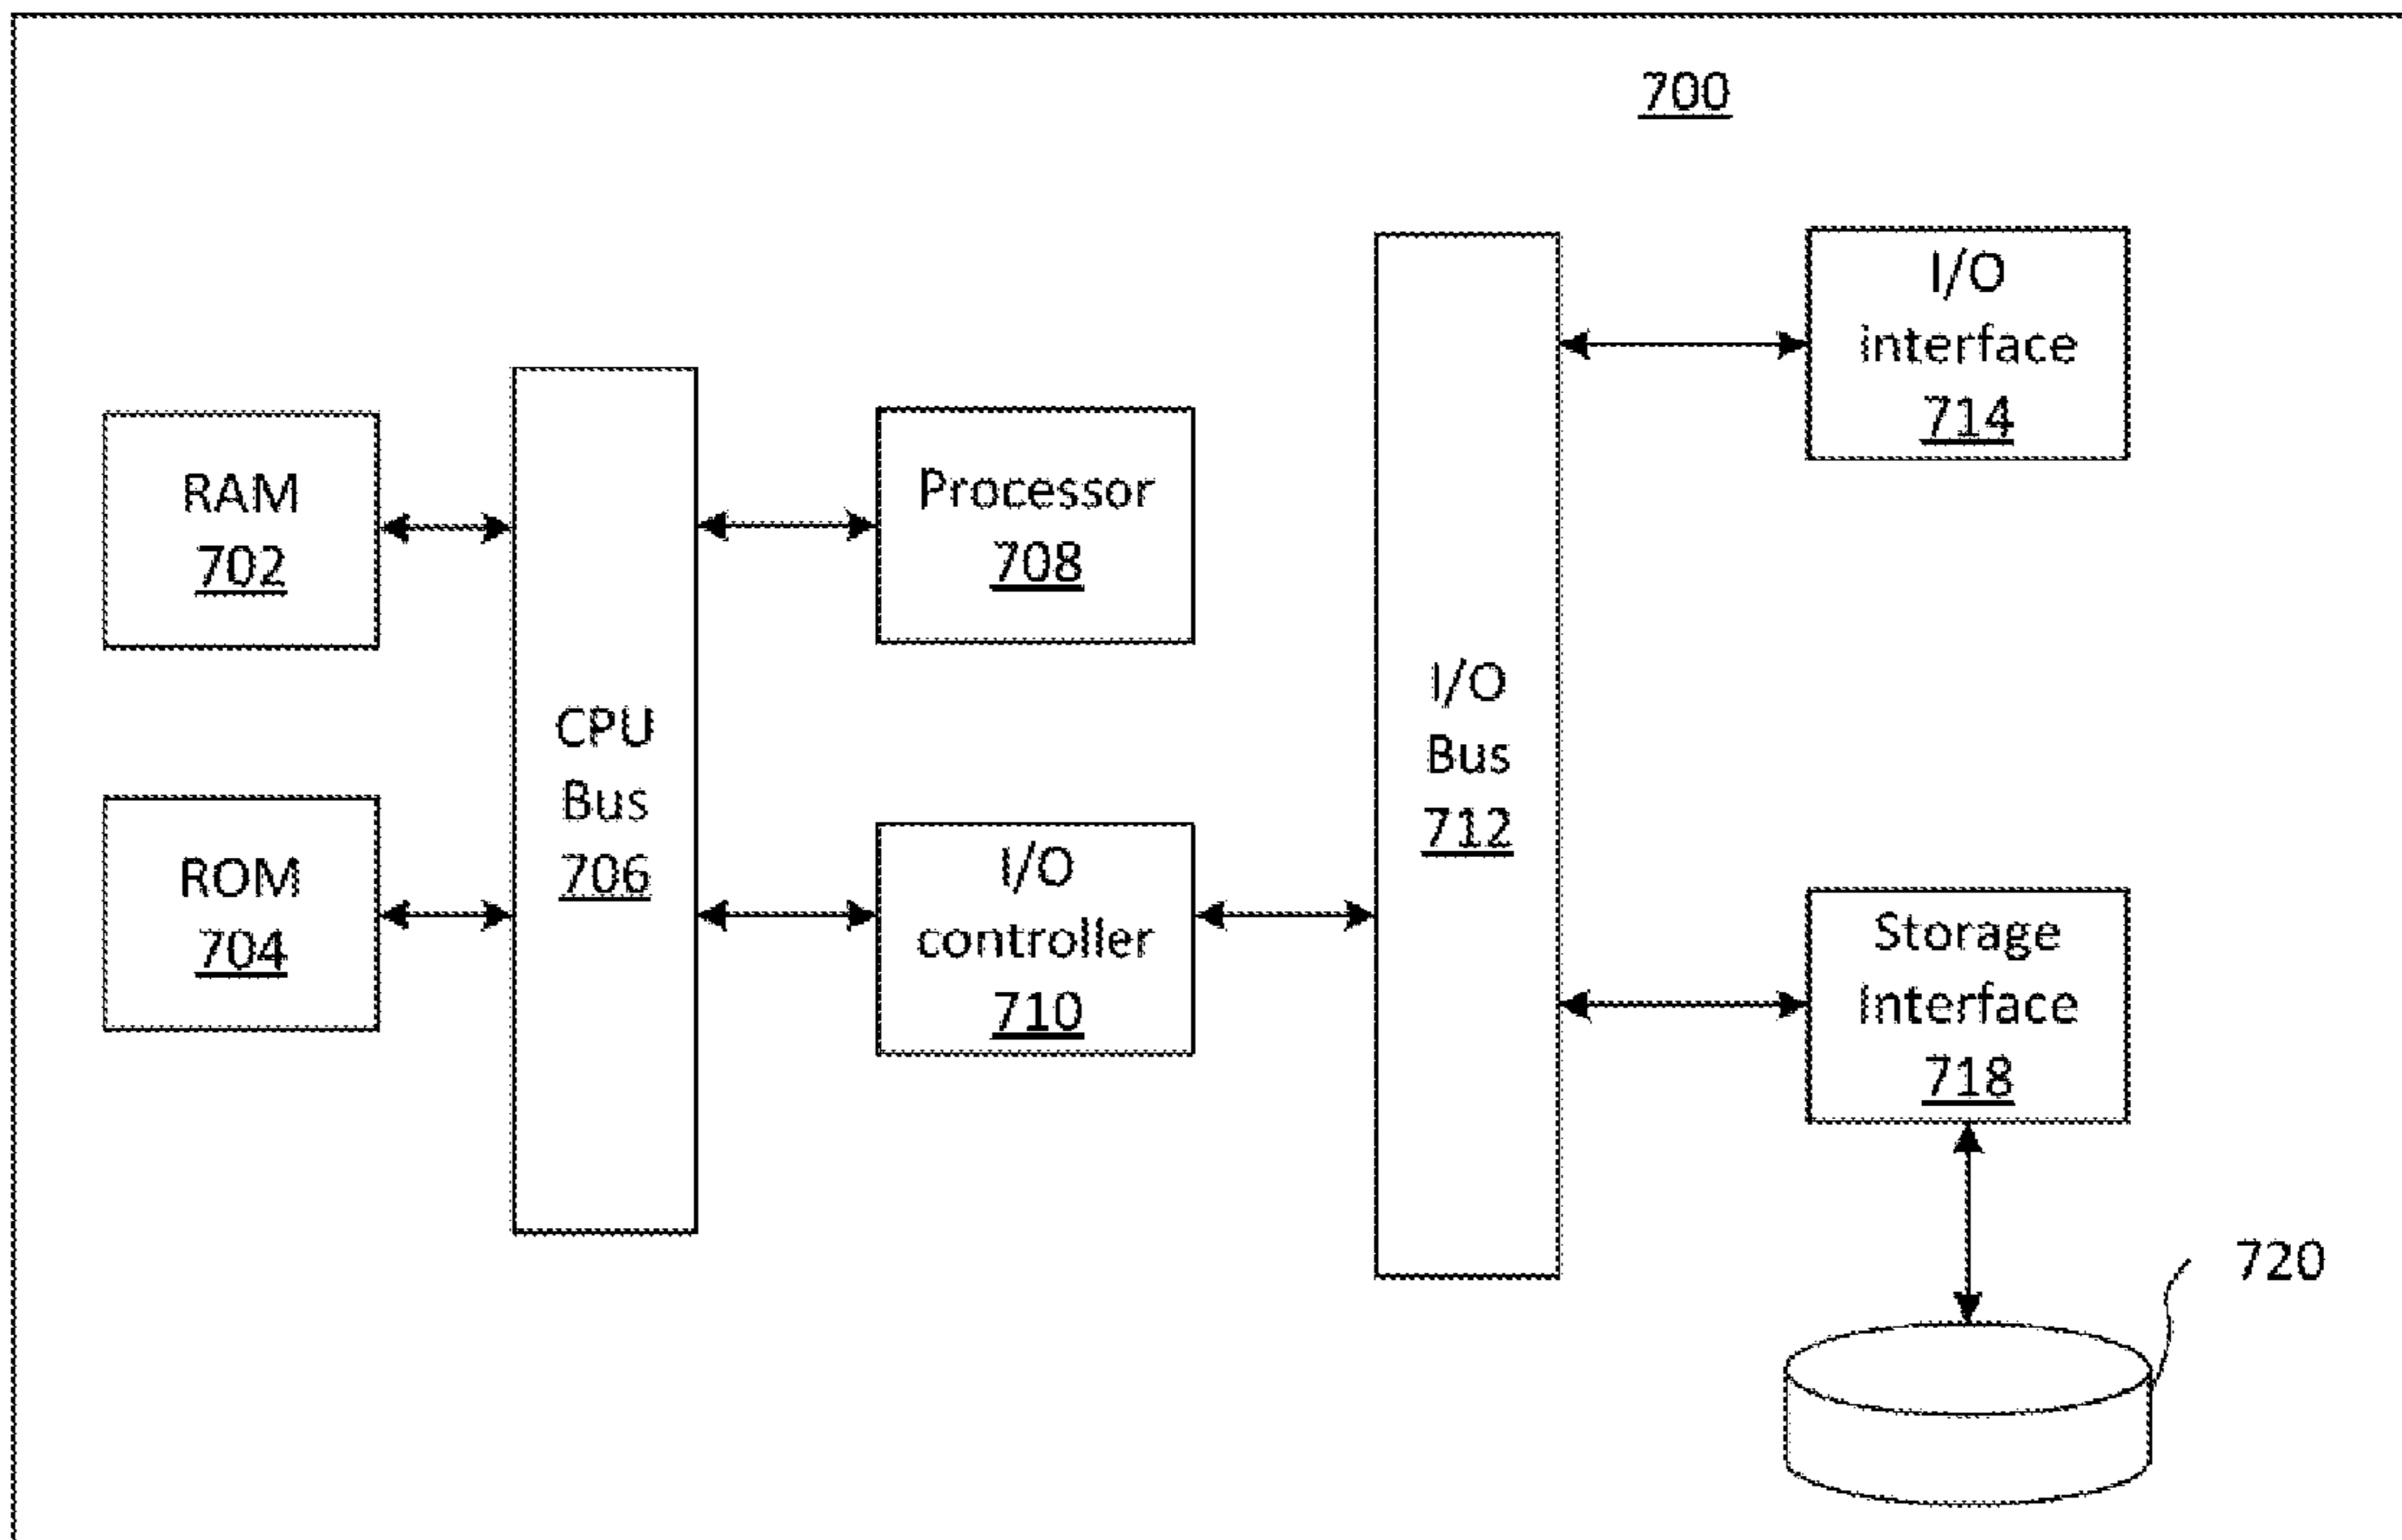 700
RAM
702
ROM
704
CPU
Bus
706
Processor
708
I/O
controller
710
I/O
Bus
712
I/O
interface
714
Storage
Interface
718
720